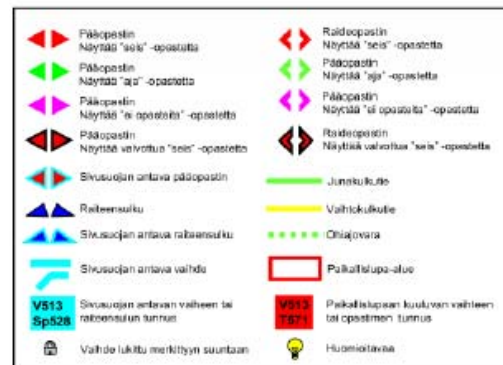 Pääopastin
Näyttää "seis" -opastetta
Pääopastin
Näyttää "aja" -opastetta
Pääopastin
Näyttää "ei opasteita" -opastetta
Pääopastin
Näyttää valvottua "seis" -opastetta
Sivusuojan antava pääopastin
Raiteensulku
Sivusuojan antava raiteensulku
Sivusuojan antava vaihde
V513
Sp528
Sivusuojan antavan vaihteen tai
raiteensulun tunnus
Vaihde lukittu merkittyyn suuntaan
Raideopastin
Näyttää "seis" -opastetta
Pääopastin
Näyttää "aja" -opastetta
Pääopastin
Näyttää "ei opasteita" -opastetta
Raideopastin
Näyttää valvottua "seis" -opastetta
Junakulkutie
Vaihtokulkutie
Ohiajovara
Paikallislupa-alue
V513
T571
Paikallislupaan kuuluvan vaihteen
tai opastimen tunnus
Huomioitavaa